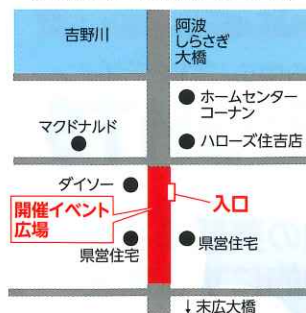 吉野川
阿波
しらさぎ
大橋
ホームセンター
コーナン
マクドナルド
ハローズ住吉店
ダイソー
開催イベント
広場
入口
県営住宅
県営住宅
↓末広大橋